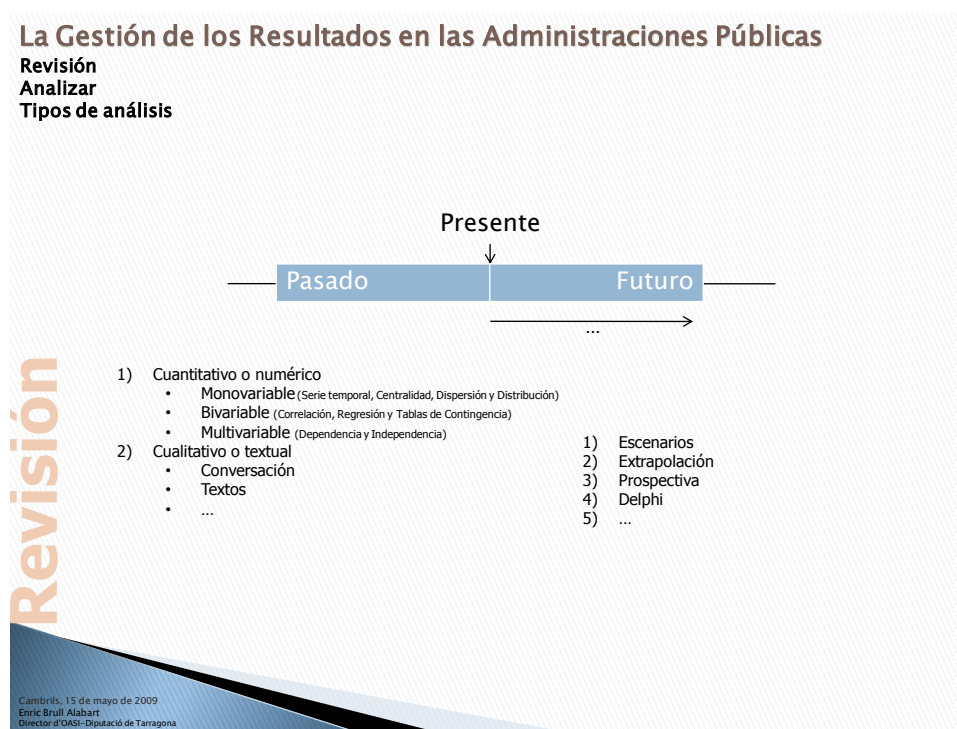 La Gestión de los Resultados en las Administraciones Públicas
Revisión
Analizar
Tipos de análisis
Presente
Pasado
Futuro
...
1) Cuantitativo o numérico
• Monovariable (Serie temporal, Centralidad, Dispersión y Distribución)
• Bivariable (Correlación, Regresión y Tablas de Contingencia)
• Multivariable (Dependencia y Independencia)
2) Cualitativo o textual
• Conversación
• Textos
• ...
1) Escenarios
2) Extrapolación
3) Prospectiva
4) Delphi
5) ...
Revisión
Cambrils, 15 de mayo de 2009
Enric Brull Alabart
Director d'OASI-Diputació de Tarragona